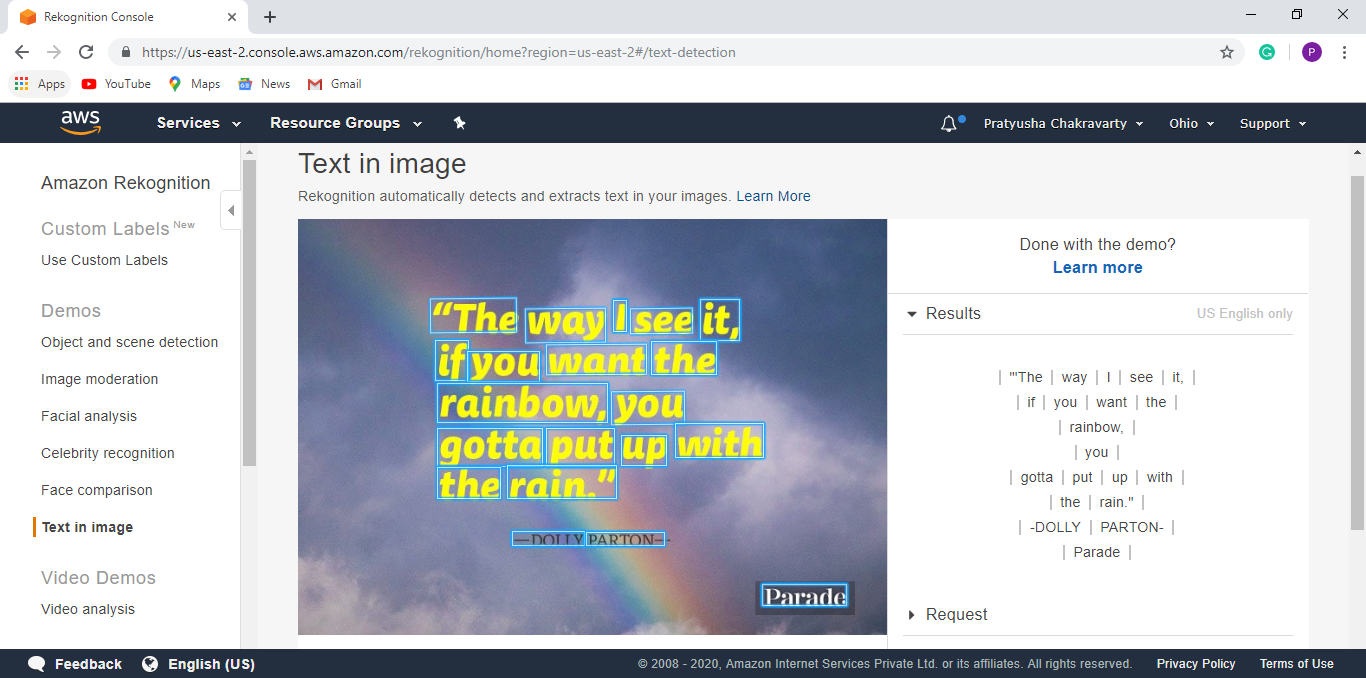 Rekognition Console
https://us-east-2.console.aws.amazon.com/rekognition/home?region=us-east-2#/text-detection
P
Apps YouTube Maps News Gmail
aws Services Resource Groups Pratyusha Chakravarty Ohio Support
Amazon Rekognition
Custom Labels New
Use Custom Labels
Demos
Object and scene detection
Image moderation
Facial analysis
Celebrity recognition
Face comparison
Text in image
Video Demos
Video analysis
Text in image
Rekognition automatically detects and extracts text in your images. Learn More
“The way I see it,
if you want the
rainbow, you
gotta put up with
the rain.”
—DOLLY PARTON—
Parade
Done with the demo?
Learn more
Results US English only
| "'The | way | I | see | it, |
| if | you | want | the |
| rainbow, |
| you |
| gotta | put | up | with |
| the | rain." |
| -DOLLY | PARTON- |
| Parade |
Request
Feedback English (US) © 2008 - 2020, Amazon Internet Services Private Ltd. or its affiliates. All rights reserved. Privacy Policy Terms of Use